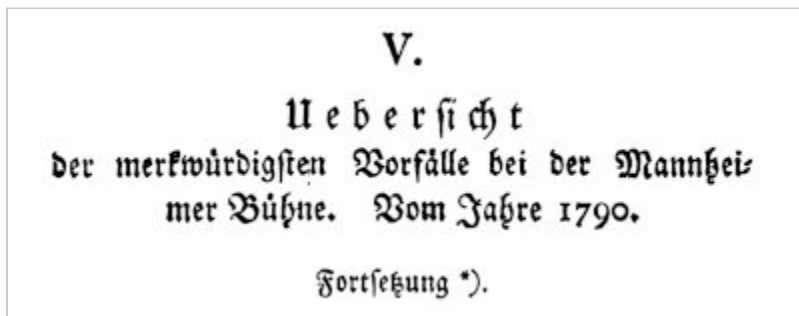 V.
Uebersicht
der merkwürdigsten Vorfälle bei der Mannhei-
mer Bühne. Vom Jahre 1790.
Fortsetzung *).